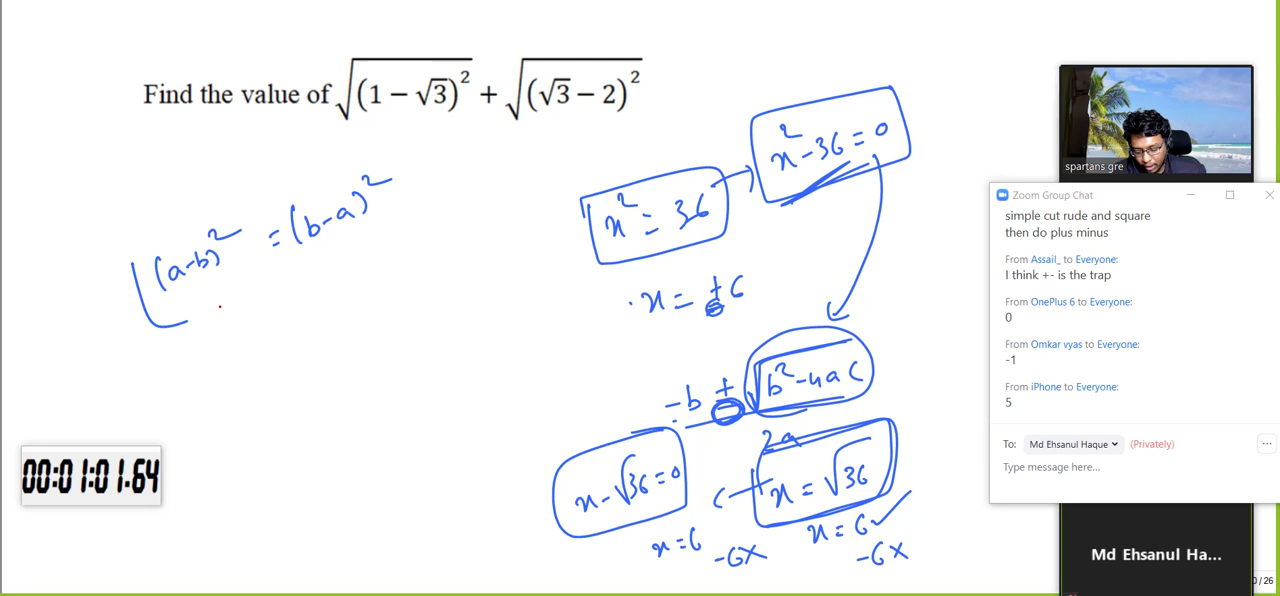 Find the value of √(1 − √3)² + √(√3 − 2)²
x² − 36 = 0
x² = 36
(a-b)² = (b-a)²
x = ± 6
-b ± √b²-4ac
2a
x - √36 = 0
x = √36
x = 6
-6 ×
x = 6 ✓
-6 ×
00:01:01.64
spartans gre
Zoom Group Chat
simple cut rude and square
then do plus minus
From Assail_ to Everyone:
I think +- is the trap
From OnePlus 6 to Everyone:
0
From Omkar vyas to Everyone:
-1
From iPhone to Everyone:
5
To: Md Ehsanul Haque (Privately)
Type message here...
Md Ehsanul Ha...
0 / 26